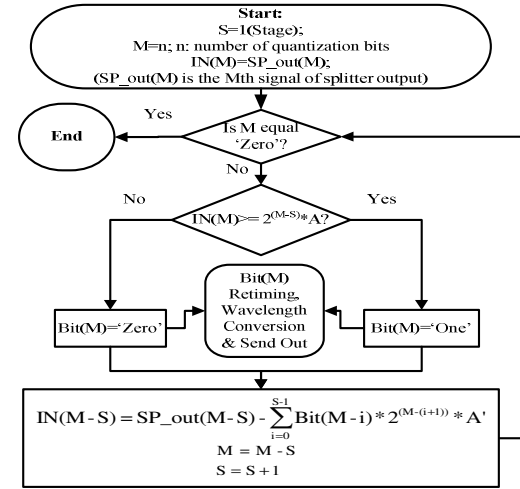 Start:
S=1(Stage);
M=n; n: number of quantization bits
IN(M)=SP_out(M);
(SP_out(M) is the Mth signal of splitter output)
Yes
End
Is M equal
‘Zero’?
No
No
Yes
IN(M)>= 2^(M-S)*A?
Bit(M)
Retiming,
Wavelength
Conversion
& Send Out
Bit(M)=‘Zero’
Bit(M)=‘One’
IN(M-S) = SP_out(M-S) - ∑_{i=0}^{S-1} Bit(M-i)*2^(M-(i+1)) *A'
M = M -S
S = S+1